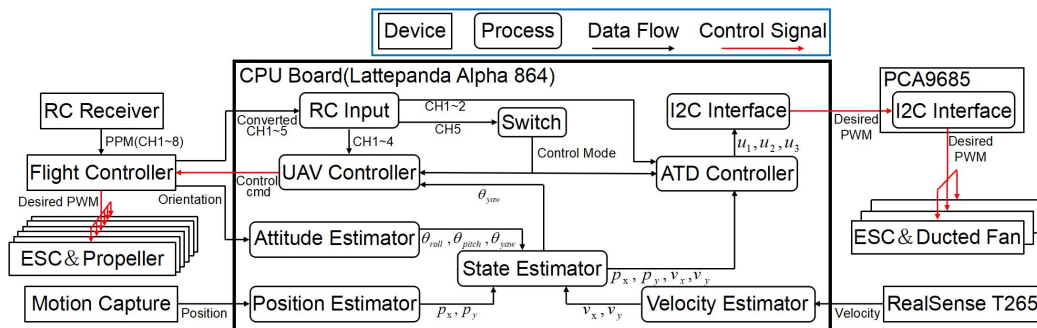 Device
Process
Data Flow
Control Signal
CPU Board(Lattepanda Alpha 864)
PCA9685
RC Receiver
PPM(CH1~8)
Flight Controller
Desired PWM
ESC&Propeller
Motion Capture
Position
Orientation
Converted
CH1~5
Control
cmd
RC Input
CH1~2
CH5
CH1~4
Switch
Control Mode
UAV Controller
θyaw
Attitude Estimator
θroll, θpitch, θyaw
State Estimator
px, py, vx, vy
Position Estimator
px, py
vx, vy
Velocity Estimator
I2C Interface
u1, u2, u3
ATD Controller
Desired
PWM
I2C Interface
Desired
PWM
ESC&Ducted Fan
Velocity
RealSense T265